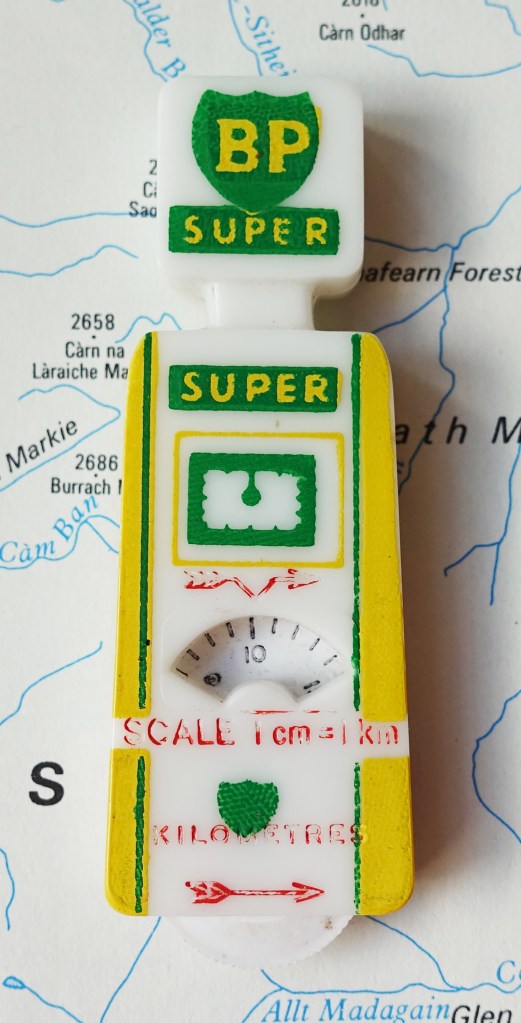 Càrn Odhar
BP
SUPER
2658
Càrn na
Làraiche
SUPER
Markie
2686
Burrach
Càm Ban
10
SCALE 1cm=1km
S
KILOMETRES
Allt Madagain
Glen